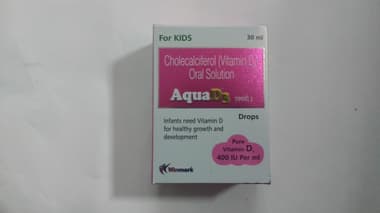 For KIDS
30 ml
Cholecalciferol (Vitamin D3)
Oral Solution
AquaD3
Drops
Infants need Vitamin D
for healthy growth and
development
Pure
Vitamin D3
400 IU Per ml
Winmark